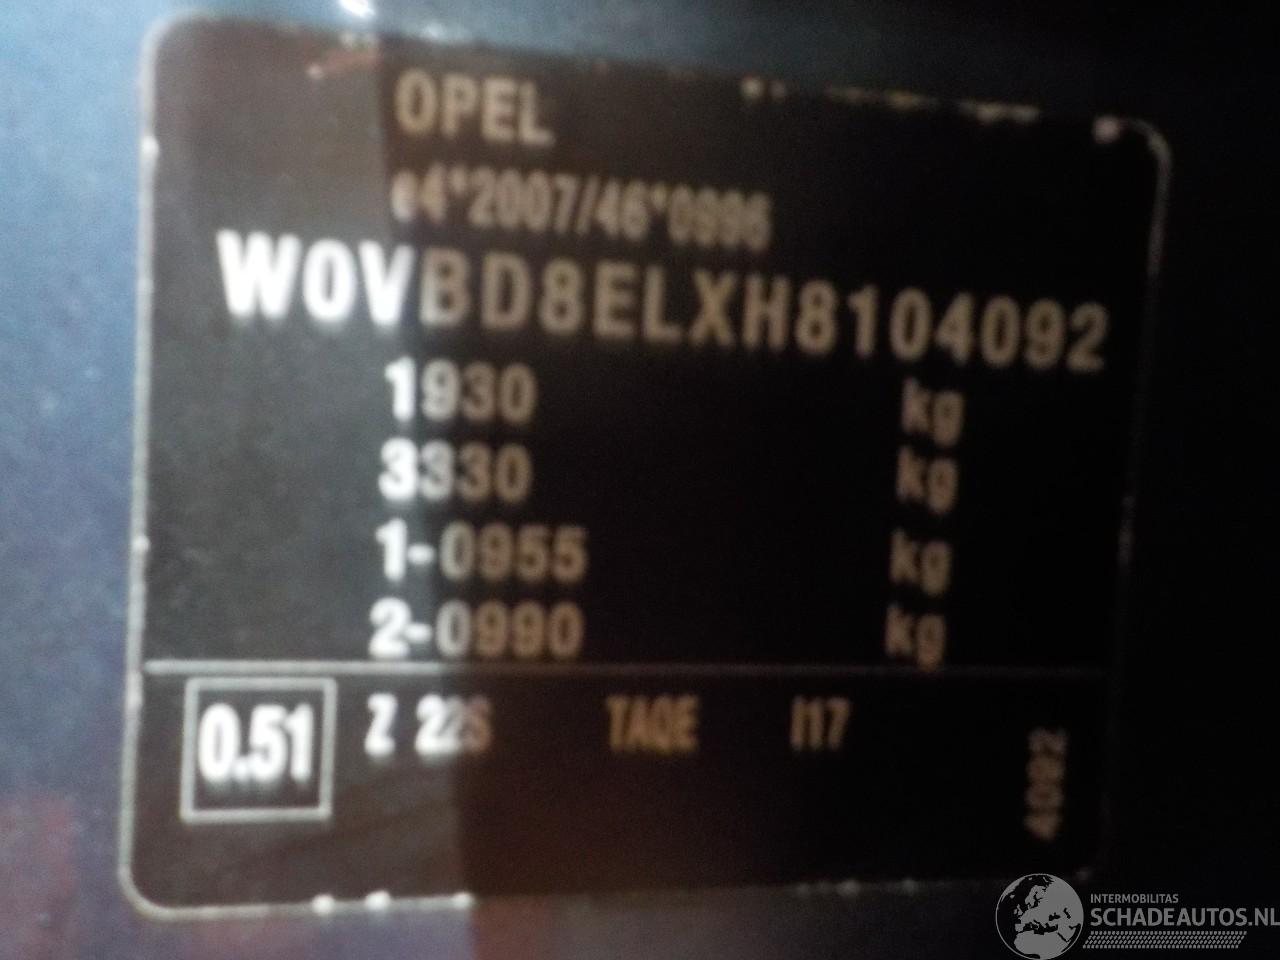 OPEL
e4*2007/46*0996
W0VBD8ELXH8104092
1930 kg
3330 kg
1-0955 kg
2-0990 kg
0.51 Z 22S TAQE I17
4092
INTERMOBILITAS
SCHADEAUTOS.NL